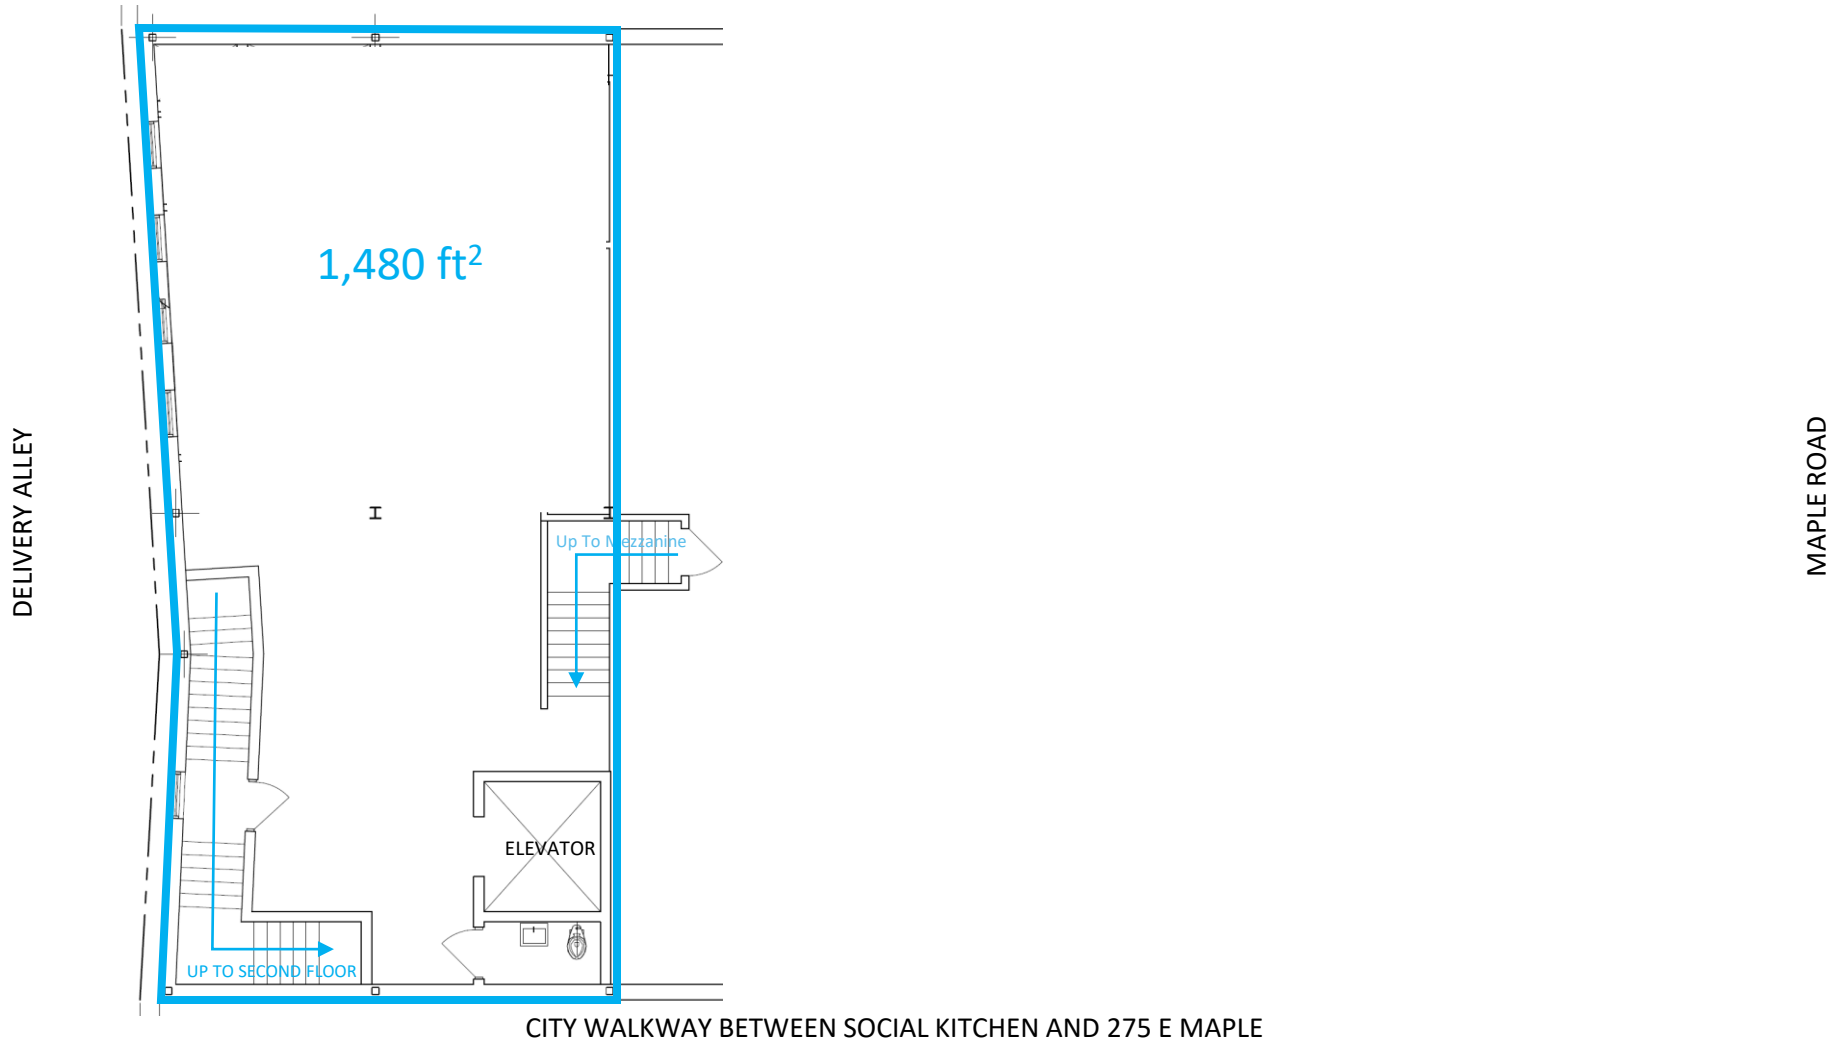 1,480 ft²
DELIVERY ALLEY
MAPLE ROAD
Up To Mezzanine
ELEVATOR
UP TO SECOND FLOOR
CITY WALKWAY BETWEEN SOCIAL KITCHEN AND 275 E MAPLE